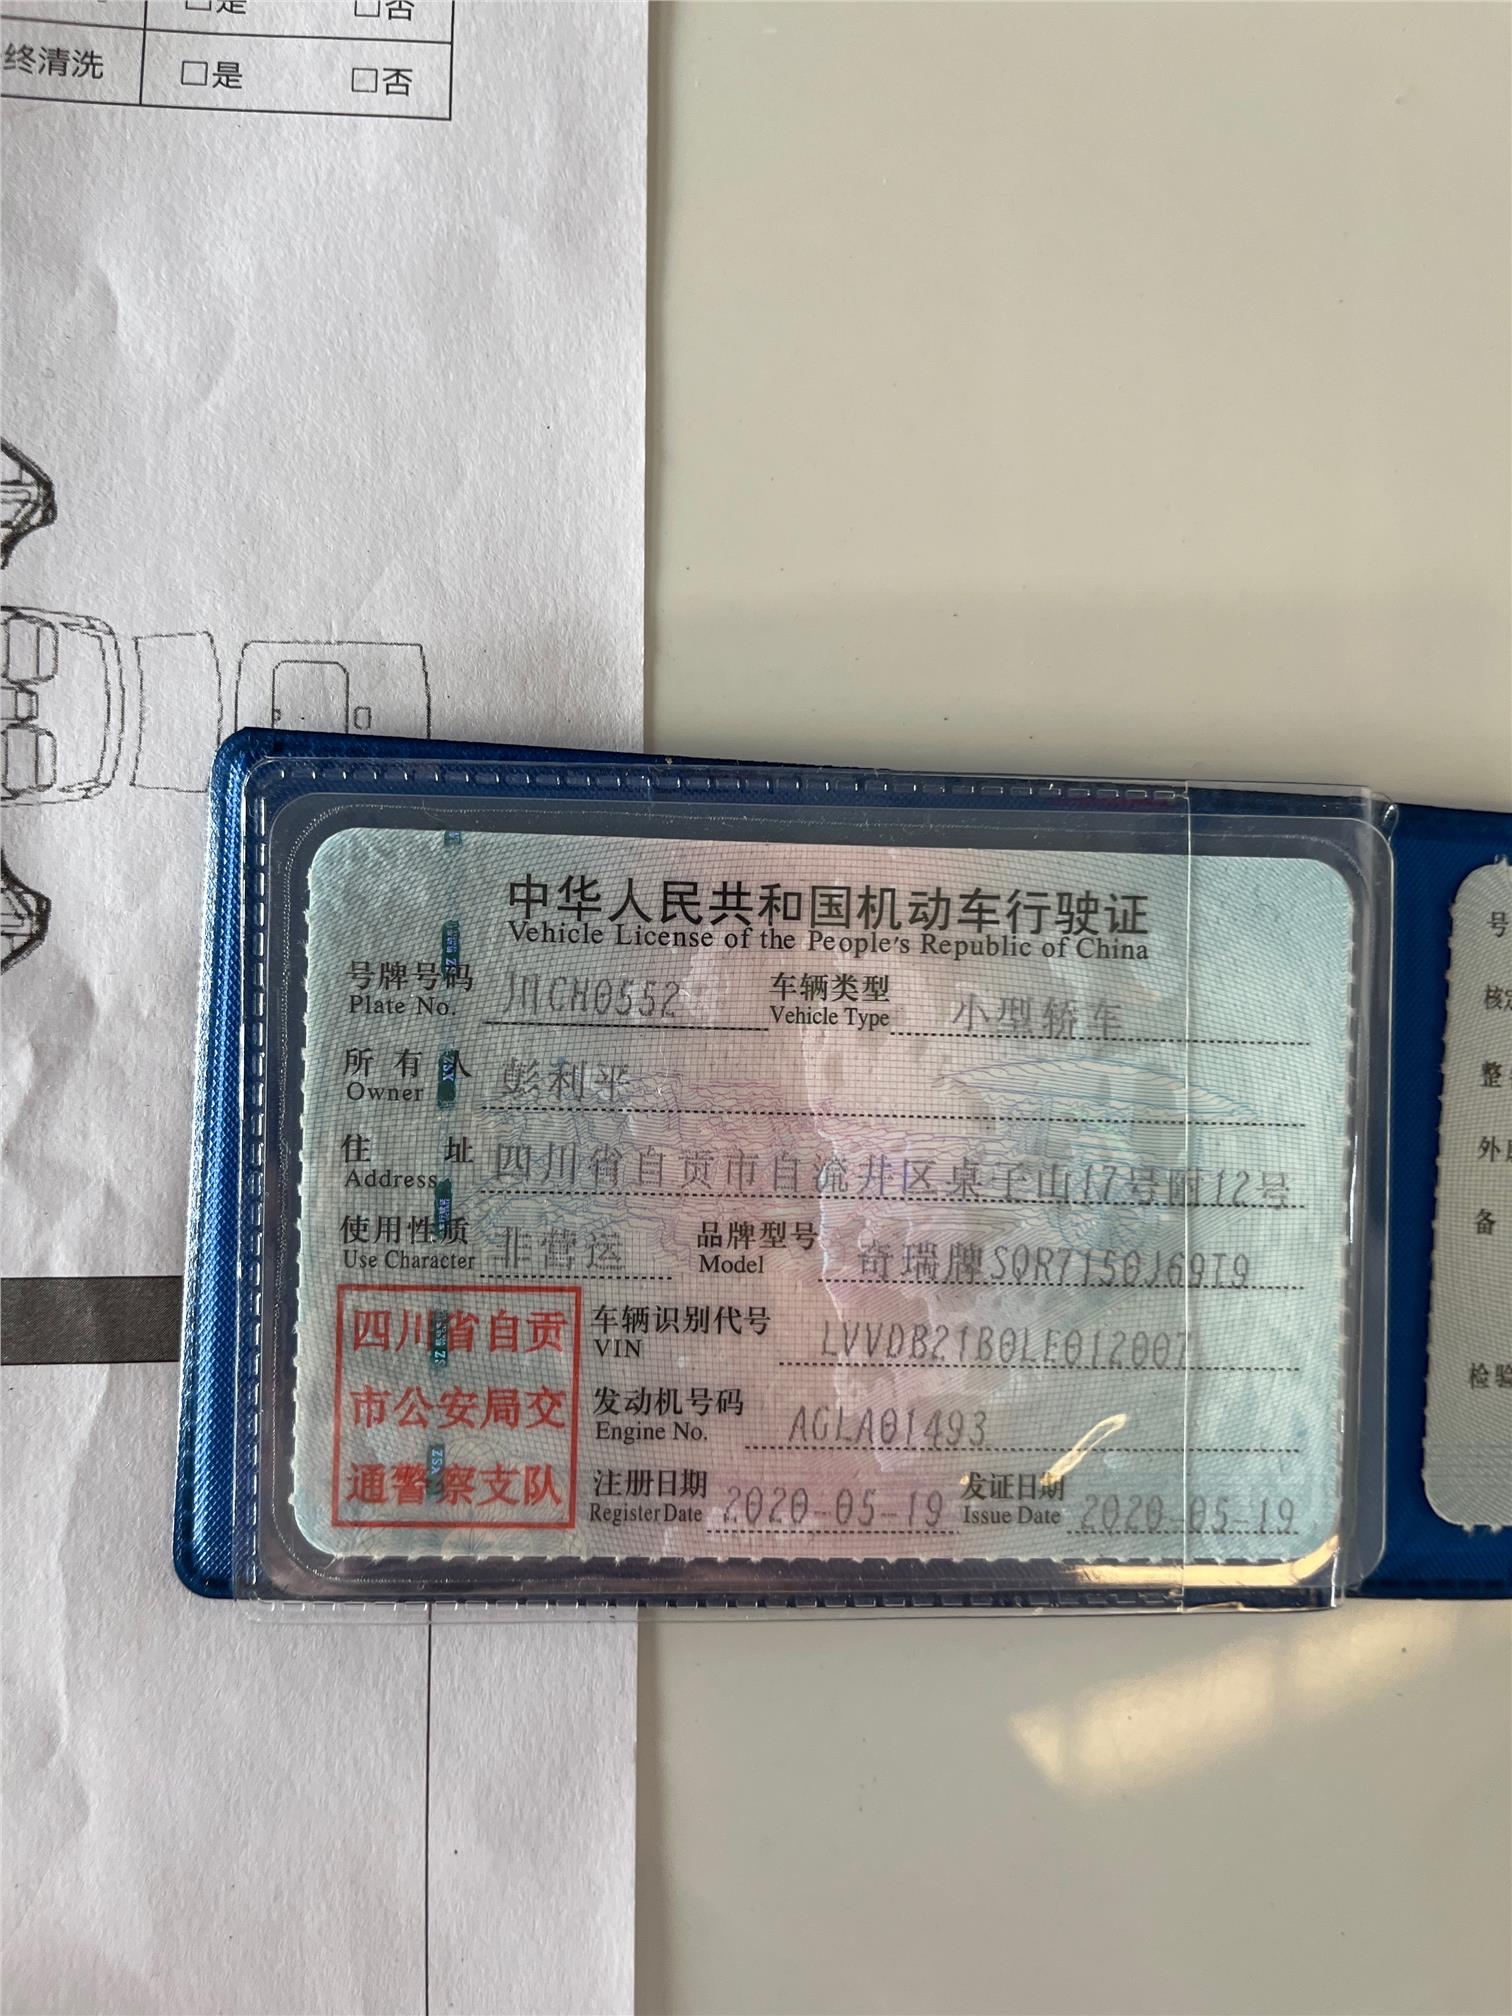 □是 □否
终清洗 □是 □否
中华人民共和国机动车行驶证
Vehicle License of the People's Republic of China
号牌号码 川CH0552 车辆类型 小型轿车
Plate No. Vehicle Type
所有人 彭利平
Owner
住址 四川省自贡市自流井区桌子山17号附12号
Address
使用性质 非营运 品牌型号 奇瑞牌SQR7150J69T9
Use Character Model
四川省自贡
市公安局交
通警察支队
车辆识别代号 LVVDB21B0LE012007
VIN
发动机号码 AGLA01493
Engine No.
注册日期 2020-05-19 发证日期 2020-05-19
Register Date Issue Date
号
核定
整
外
备
检验